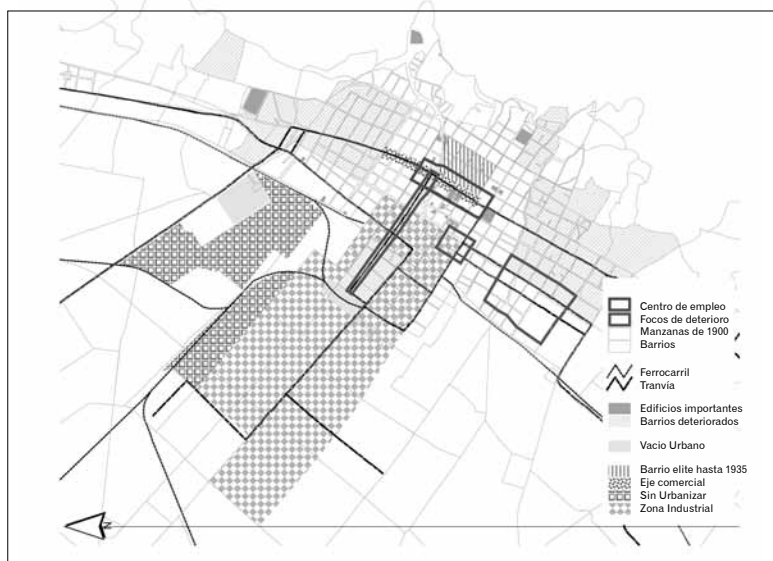 Centro de empleo
Focos de deterioro
Manzanas de 1900
Barrios
Ferrocarril
Tranvía
Edificios importantes
Barrios deteriorados
Vacio Urbano
Barrio elite hasta 1935
Eje comercial
Sin Urbanizar
Zona Industrial
N